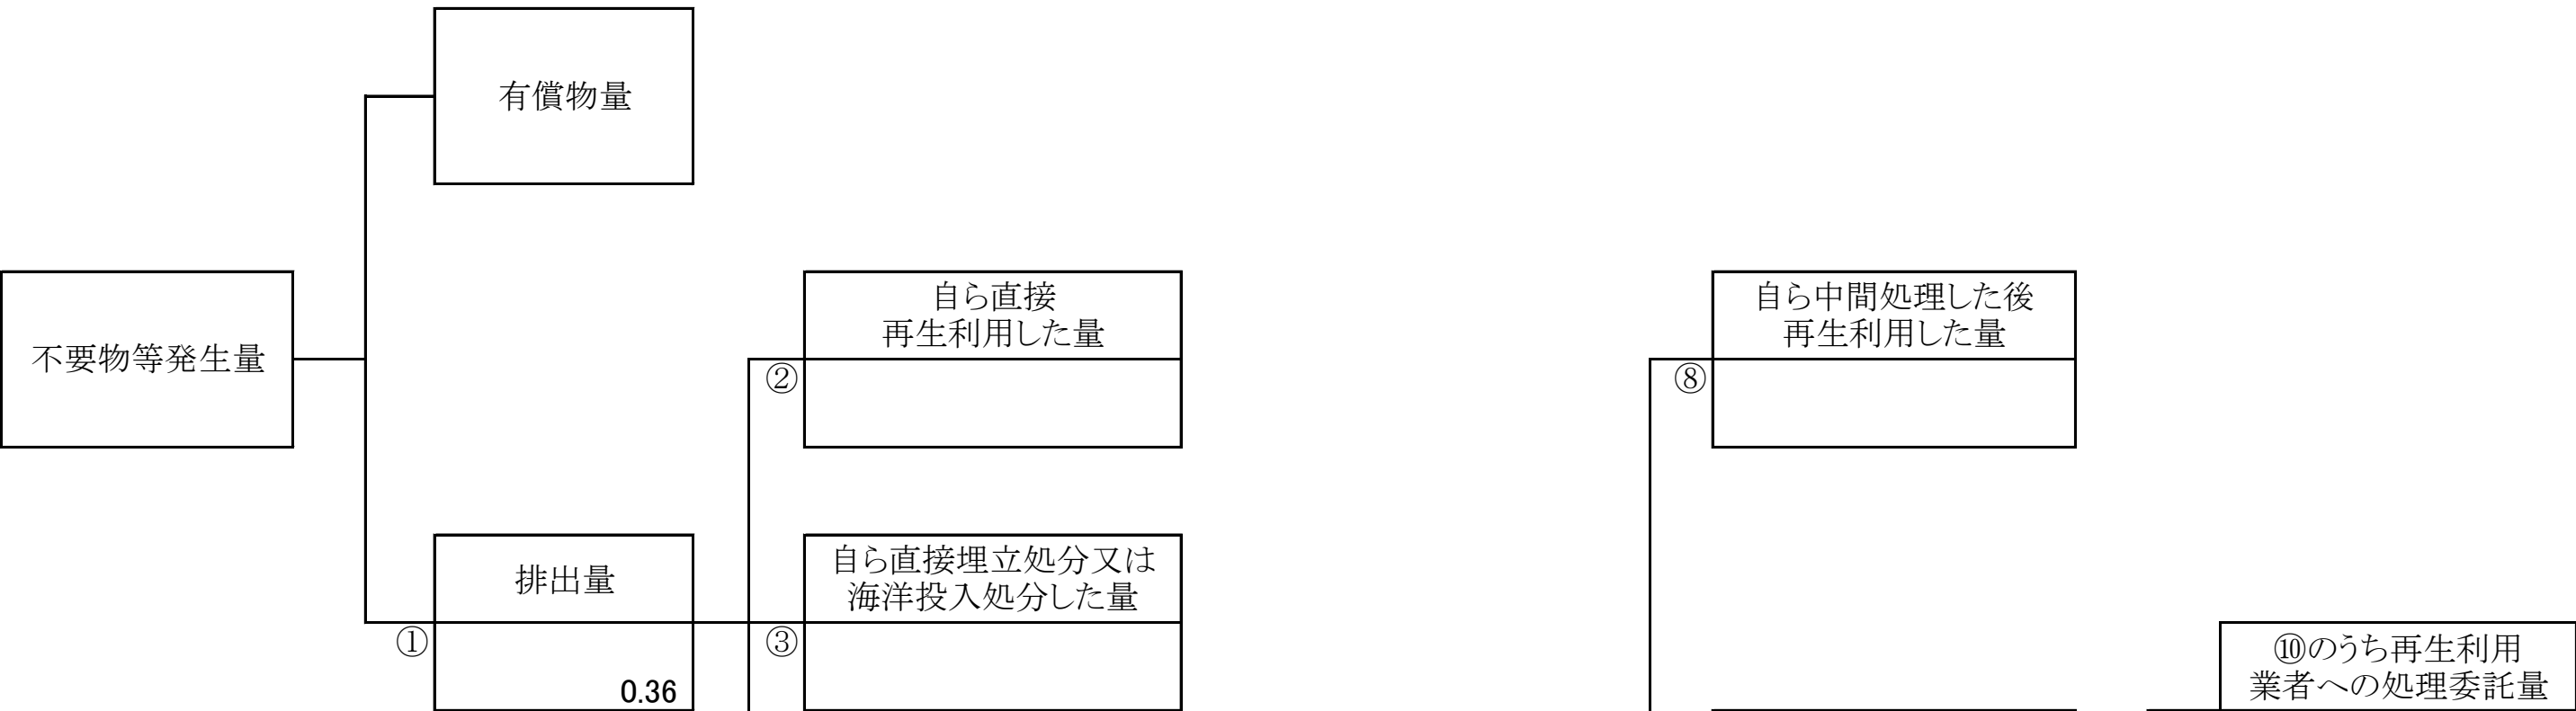 有償物量
自ら直接
再生利用した量
自ら中間処理した後
再生利用した量
不要物等発生量
②
⑧
排出量
自ら直接埋立処分又は
海洋投入処分した量
①
③
0.36
⑩のうち再生利用
業者への処理委託量